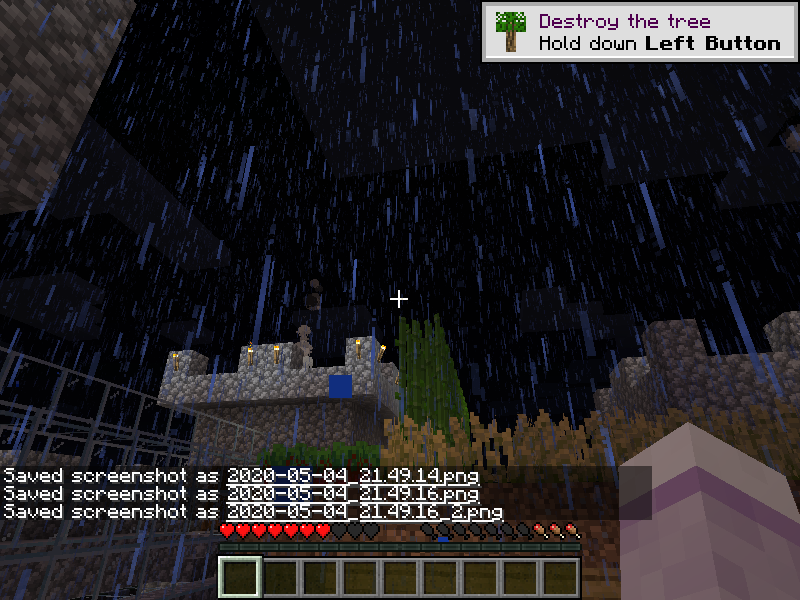 Destroy the tree
Hold down Left Button
Saved screenshot as 2020-05-04_21.49.14.png
Saved screenshot as 2020-05-04_21.49.16.png
Saved screenshot as 2020-05-04_21.49.16_2.png